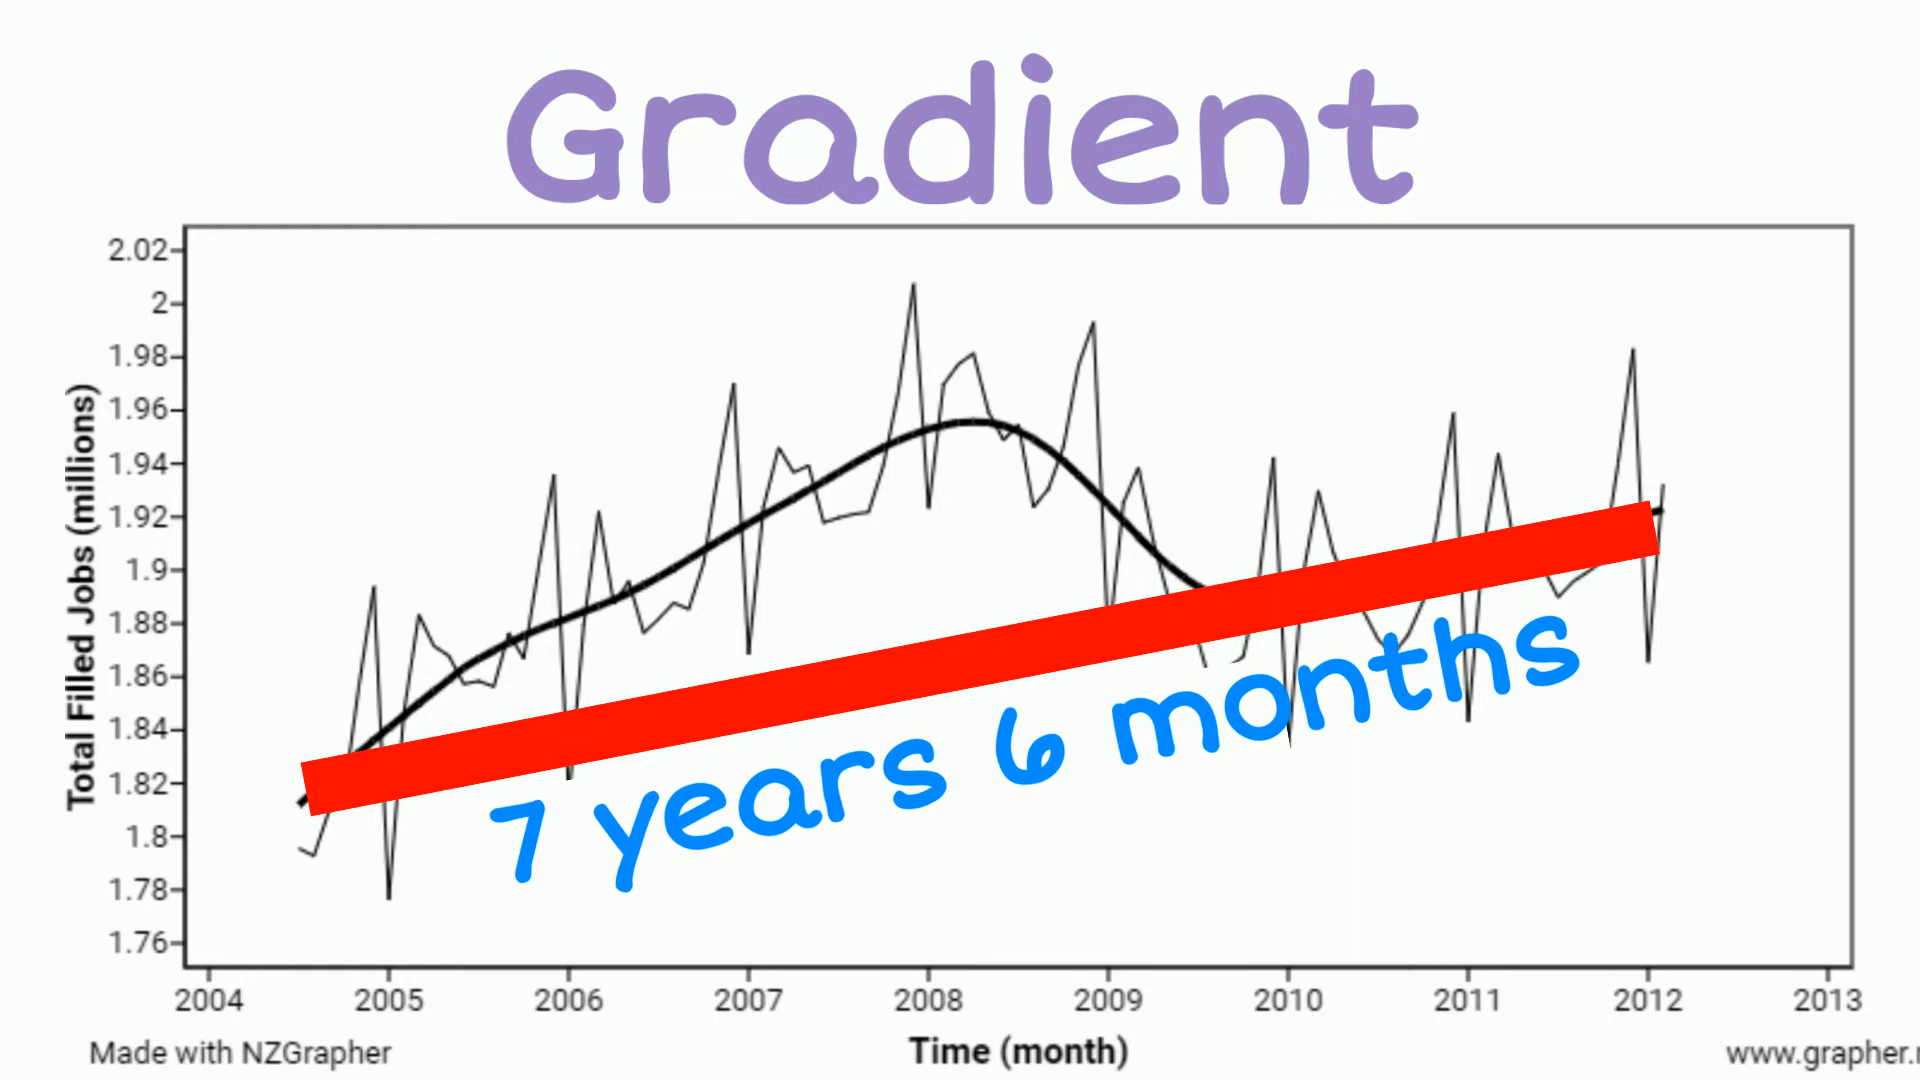 Gradient
2.02
2
1.98
1.96
1.94
1.92
1.9
1.88
1.86
1.84
1.82
1.8
1.78
1.76
Total Filled Jobs (millions)
7 years 6 months
2004 2005 2006 2007 2008 2009 2010 2011 2012 2013
Time (month)
Made with NZGrapher
www.grapher.